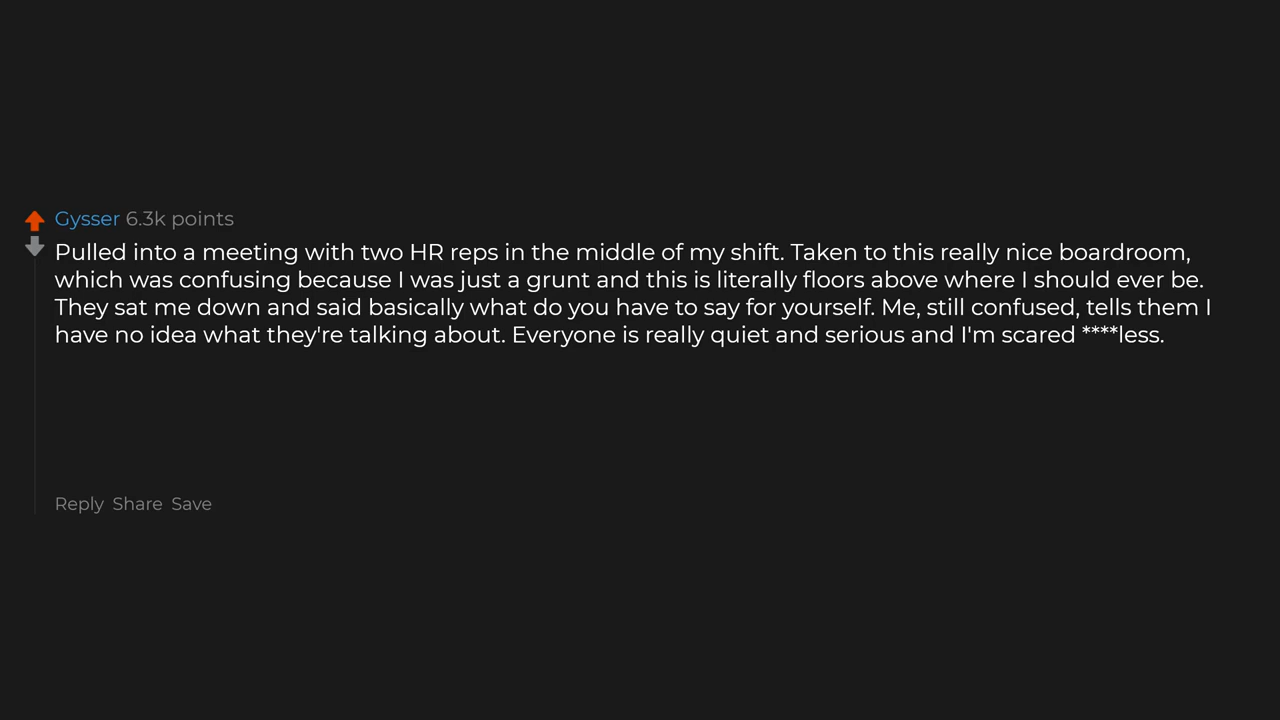 Gysser 6.3k points
Pulled into a meeting with two HR reps in the middle of my shift. Taken to this really nice boardroom,
which was confusing because I was just a grunt and this is literally floors above where I should ever be.
They sat me down and said basically what do you have to say for yourself. Me, still confused, tells them I
have no idea what they're talking about. Everyone is really quiet and serious and I'm scared ****less.
Reply Share Save